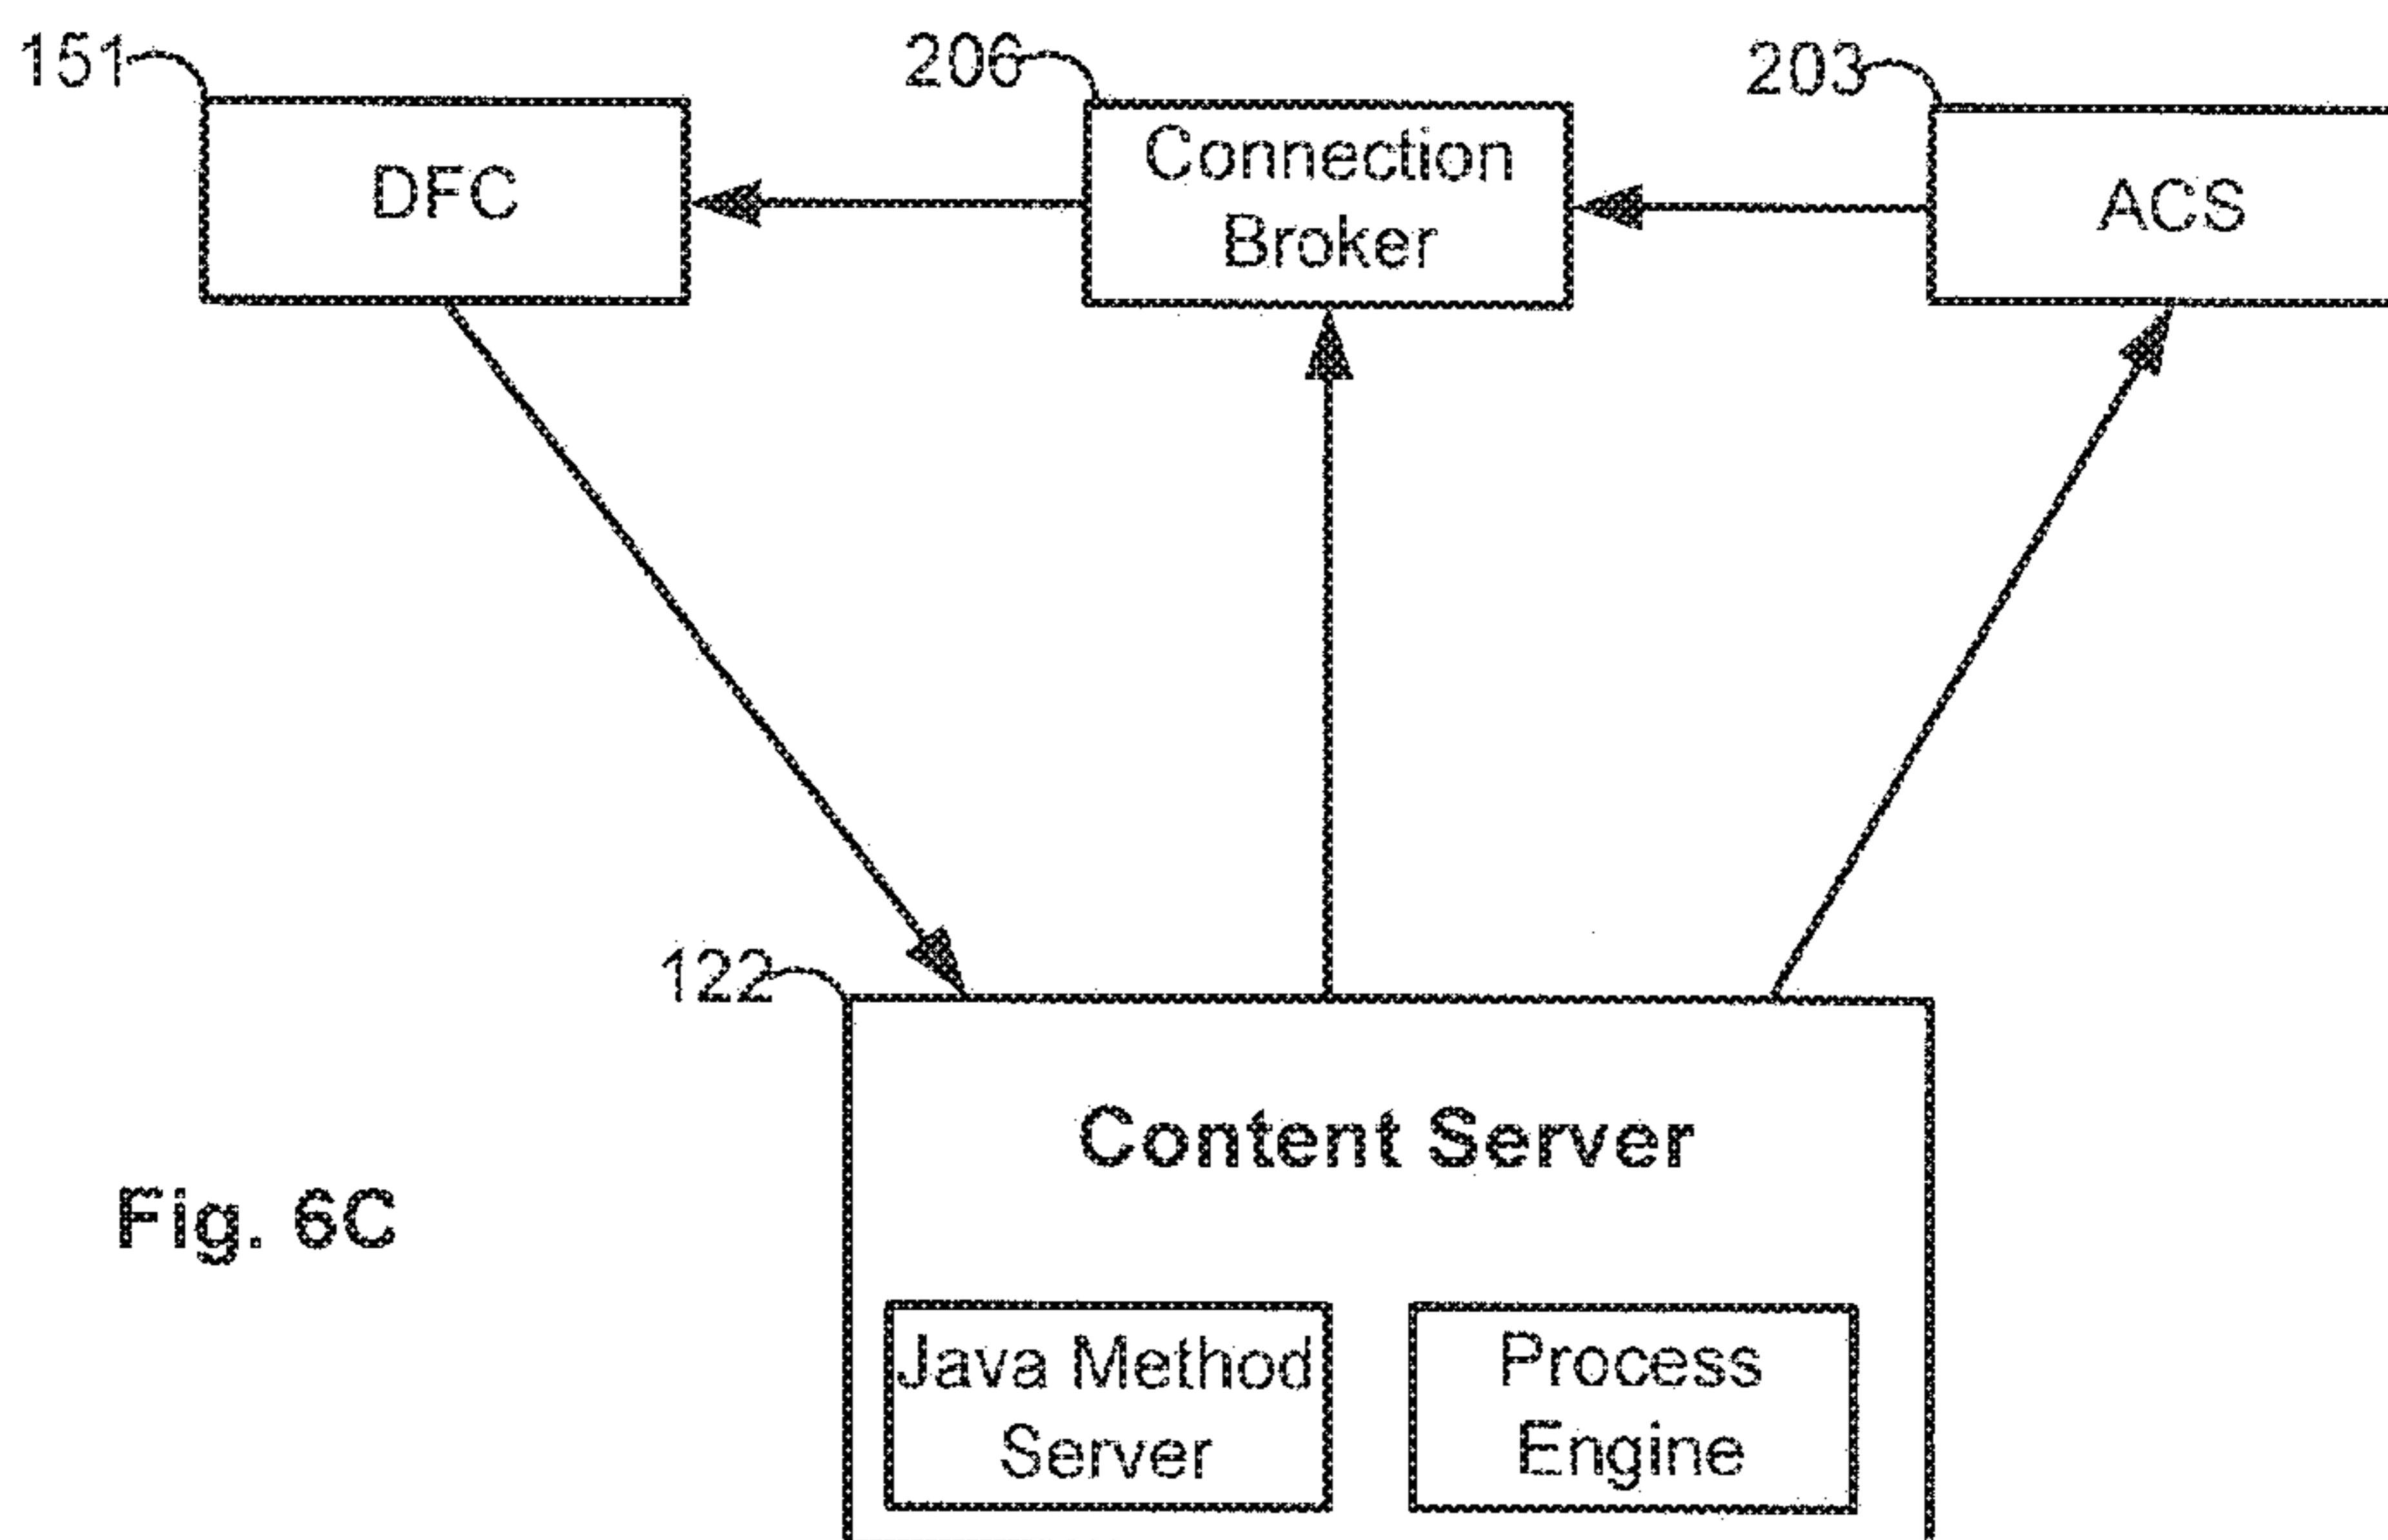 151
206
203
DFC
Connection
Broker
ACS
122
Content Server
Fig. 6C
Java Method
Server
Process
Engine